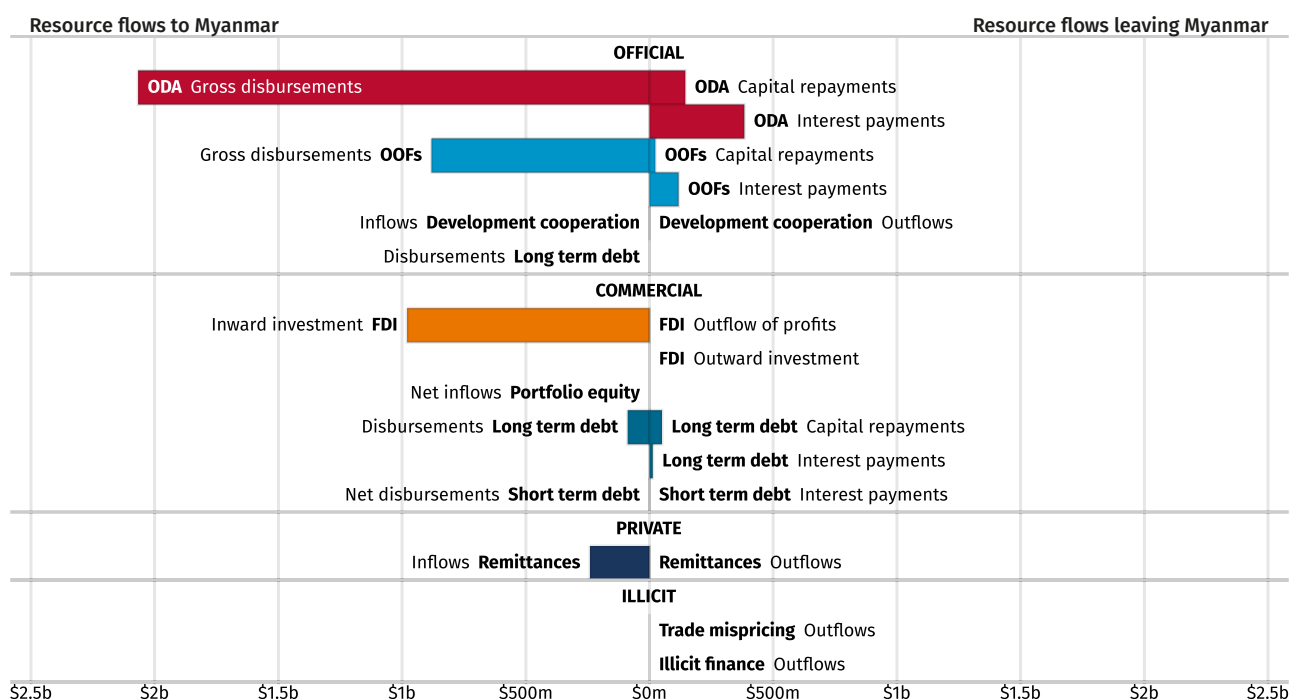 Resource flows to Myanmar Resource flows leaving Myanmar
OFFICIAL
ODA Gross disbursements ODA Capital repayments
ODA Interest payments
Gross disbursements OOFs OOFs Capital repayments
OOFs Interest payments
Inflows Development cooperation Development cooperation Outflows
Disbursements Long term debt
COMMERCIAL
Inward investment FDI FDI Outflow of profits
FDI Outward investment
Net inflows Portfolio equity
Disbursements Long term debt Long term debt Capital repayments
Long term debt Interest payments
Net disbursements Short term debt Short term debt Interest payments
PRIVATE
Inflows Remittances Remittances Outflows
ILLICIT
Trade mispricing Outflows
Illicit finance Outflows
$2.5b $2b $1.5b $1b $500m $0m $500m $1b $1.5b $2b $2.5b